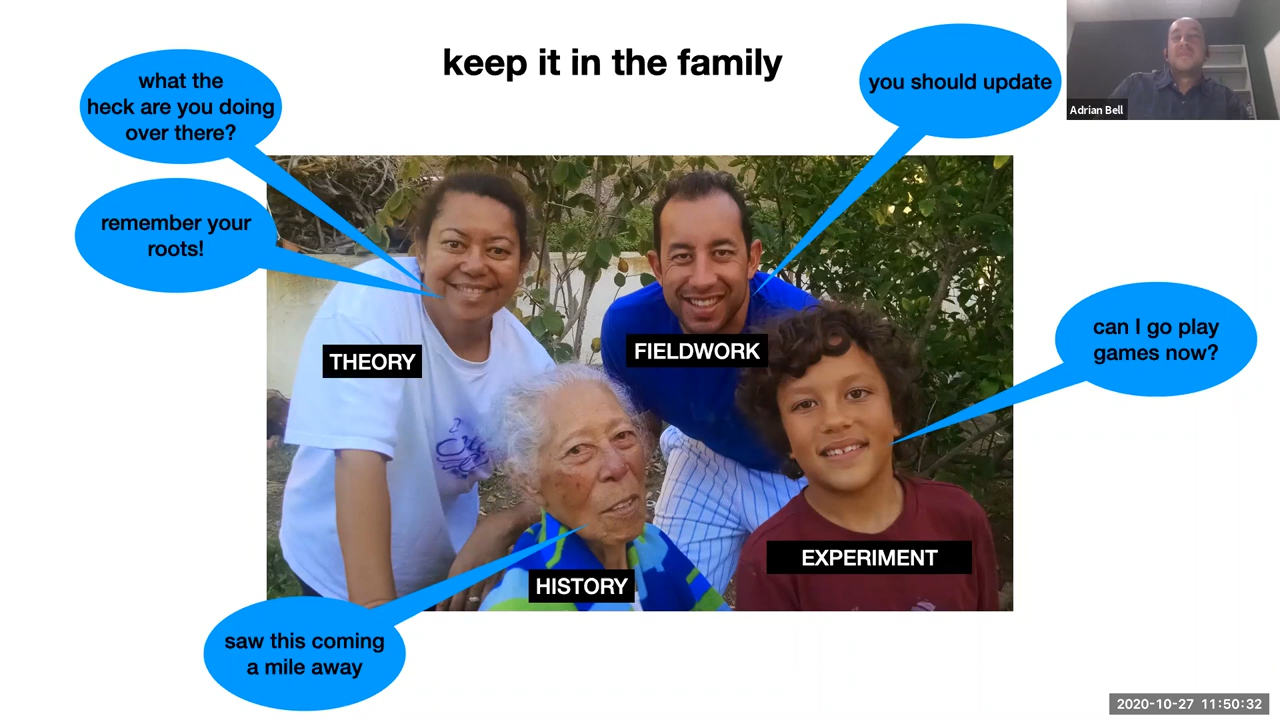 keep it in the family
what the
heck are you doing
over there?
you should update
Adrian Bell
remember your
roots!
can I go play
games now?
THEORY
FIELDWORK
EXPERIMENT
HISTORY
saw this coming
a mile away
2020-10-27 11:50:32